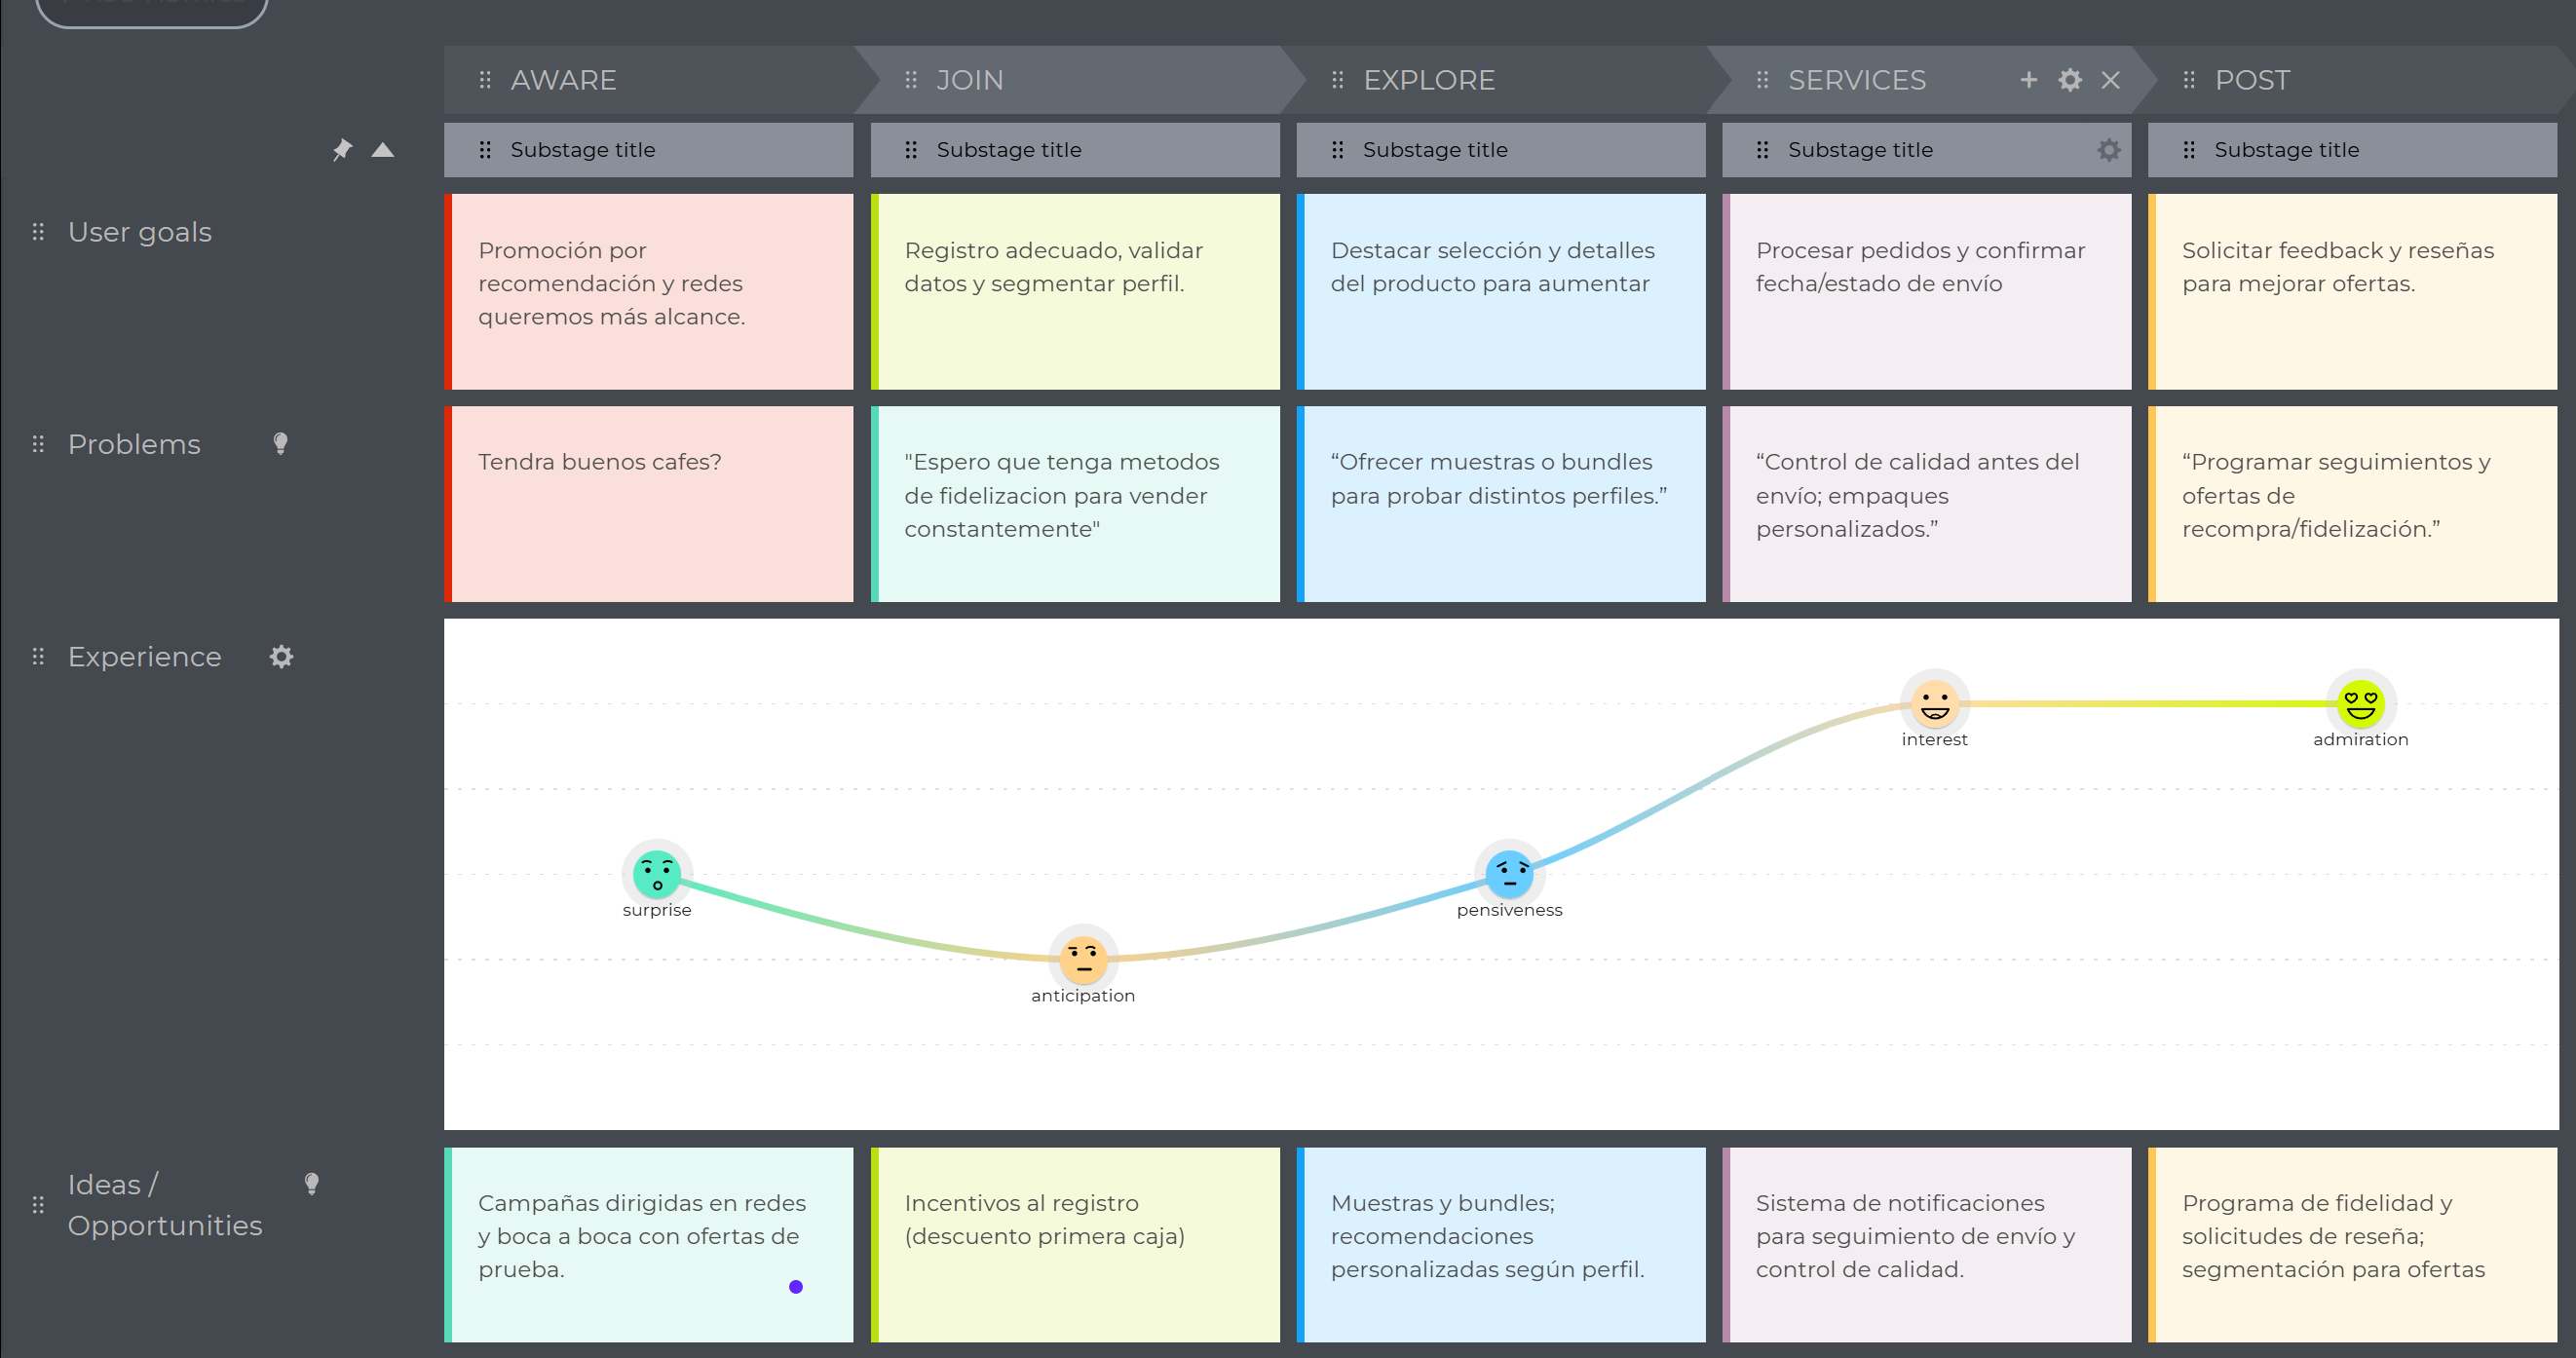 AWARE
JOIN
EXPLORE
SERVICES
POST
Substage title
Substage title
Substage title
Substage title
Substage title
User goals
Promoción por
recomendación y redes
queremos más alcance.
Registro adecuado, validar
datos y segmentar perfil.
Destacar selección y detalles
del producto para aumentar
Procesar pedidos y confirmar
fecha/estado de envío
Solicitar feedback y reseñas
para mejorar ofertas.
Problems
Tendra buenos cafes?
"Espero que tenga metodos
de fidelizacion para vender
constantemente"
“Ofrecer muestras o bundles
para probar distintos perfiles.”
“Control de calidad antes del
envío; empaques
personalizados.”
“Programar seguimientos y
ofertas de
recompra/fidelización.”
Experience
surprise
anticipation
pensiveness
interest
admiration
Ideas /
Opportunities
Campañas dirigidas en redes
y boca a boca con ofertas de
prueba.
Incentivos al registro
(descuento primera caja)
Muestras y bundles;
recomendaciones
personalizadas según perfil.
Sistema de notificaciones
para seguimiento de envío y
control de calidad.
Programa de fidelidad y
solicitudes de reseña;
segmentación para ofertas